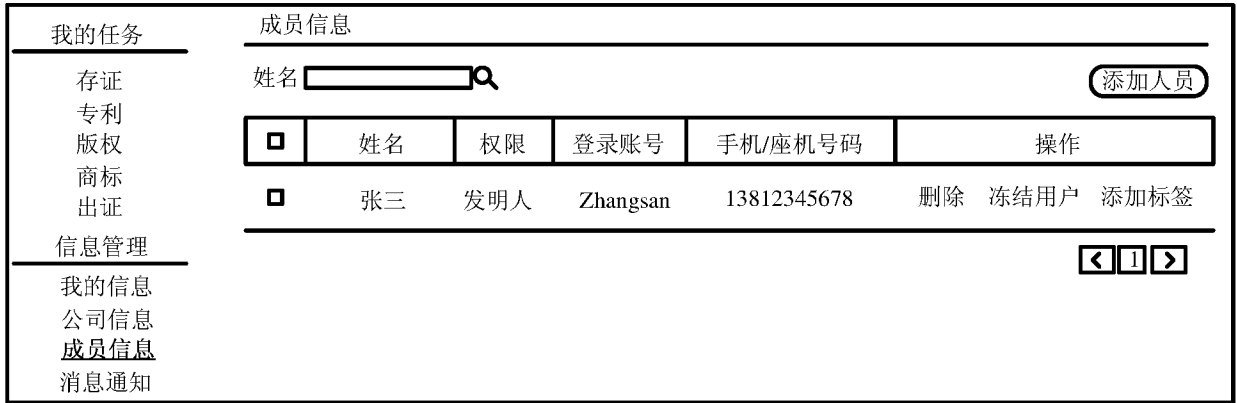 我的任务
存证
专利
版权
商标
出证
信息管理
我的信息
公司信息
成员信息
消息通知
成员信息
姓名
添加人员
姓名 权限 登录账号 手机/座机号码 操作
张三 发明人 Zhangsan 13812345678 删除 冻结用户 添加标签
< 1 >